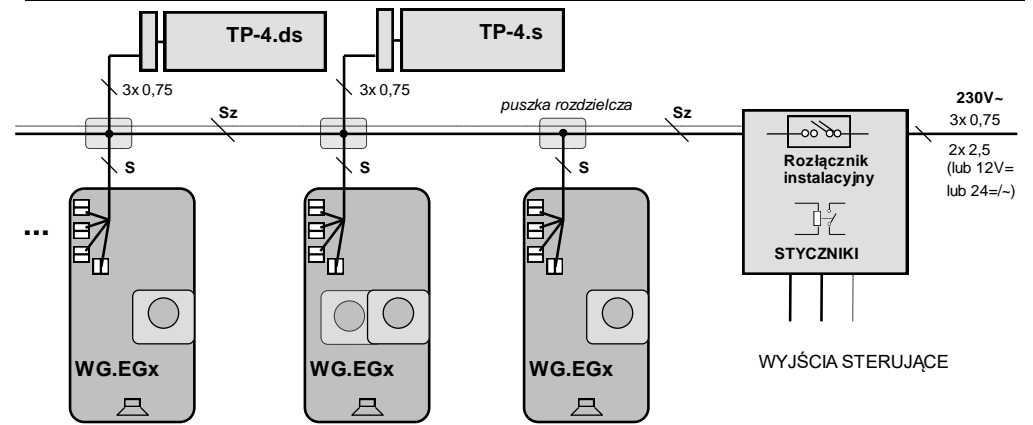 TP-4.ds
TP-4.s
3x 0,75
3x 0,75
puszka rozdzielcza
Sz
Sz
230V~
3x 0,75
2x 2,5
(lub 12V=
lub 24=/~)
S
S
S
Rozłącznik
instalacyjny
STYCZNIKI
...
WG.EGx
WG.EGx
WG.EGx
WYJŚCIA STERUJĄCE